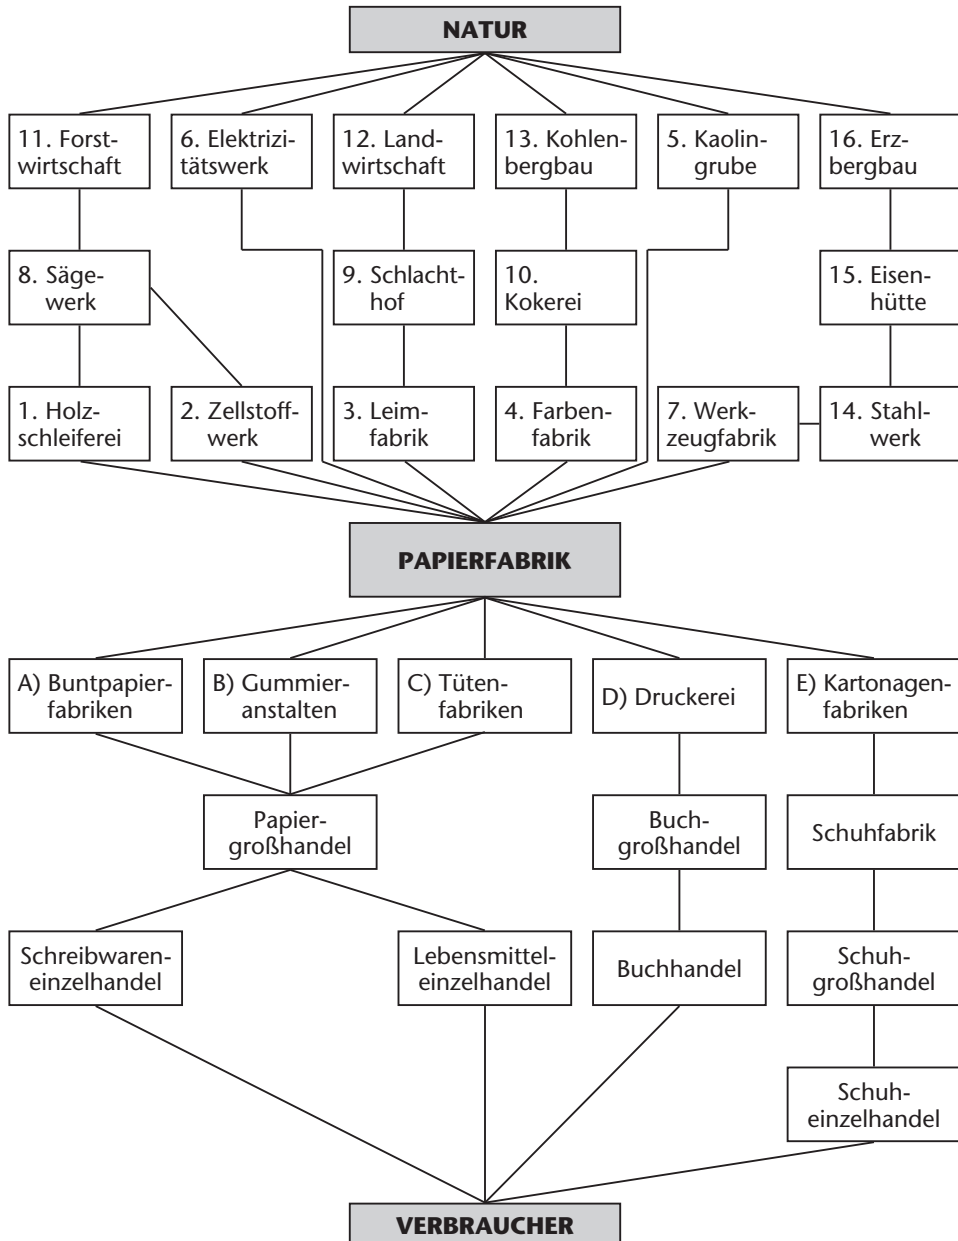 NATUR
11. Forst-
wirtschaft
6. Elektrizi-
tätswerk
12. Land-
wirtschaft
13. Kohlen-
bergbau
5. Kaolin-
grube
16. Erz-
bergbau
8. Säge-
werk
9. Schlacht-
hof
10.
Kokerei
15. Eisen-
hütte
1. Holz-
schleiferei
2. Zellstoff-
werk
3. Leim-
fabrik
4. Farben-
fabrik
7. Werk-
zeugfabrik
14. Stahl-
werk
PAPIERFABRIK
A) Buntpapier-
fabriken
B) Gummier-
anstalten
C) Tüten-
fabriken
D) Druckerei
E) Kartonagen-
fabriken
Papier-
großhandel
Buch-
großhandel
Schuhfabrik
Schreibwaren-
einzelhandel
Lebensmittel-
einzelhandel
Buchhandel
Schuh-
großhandel
Schuh-
einzelhandel
VERBRAUCHER